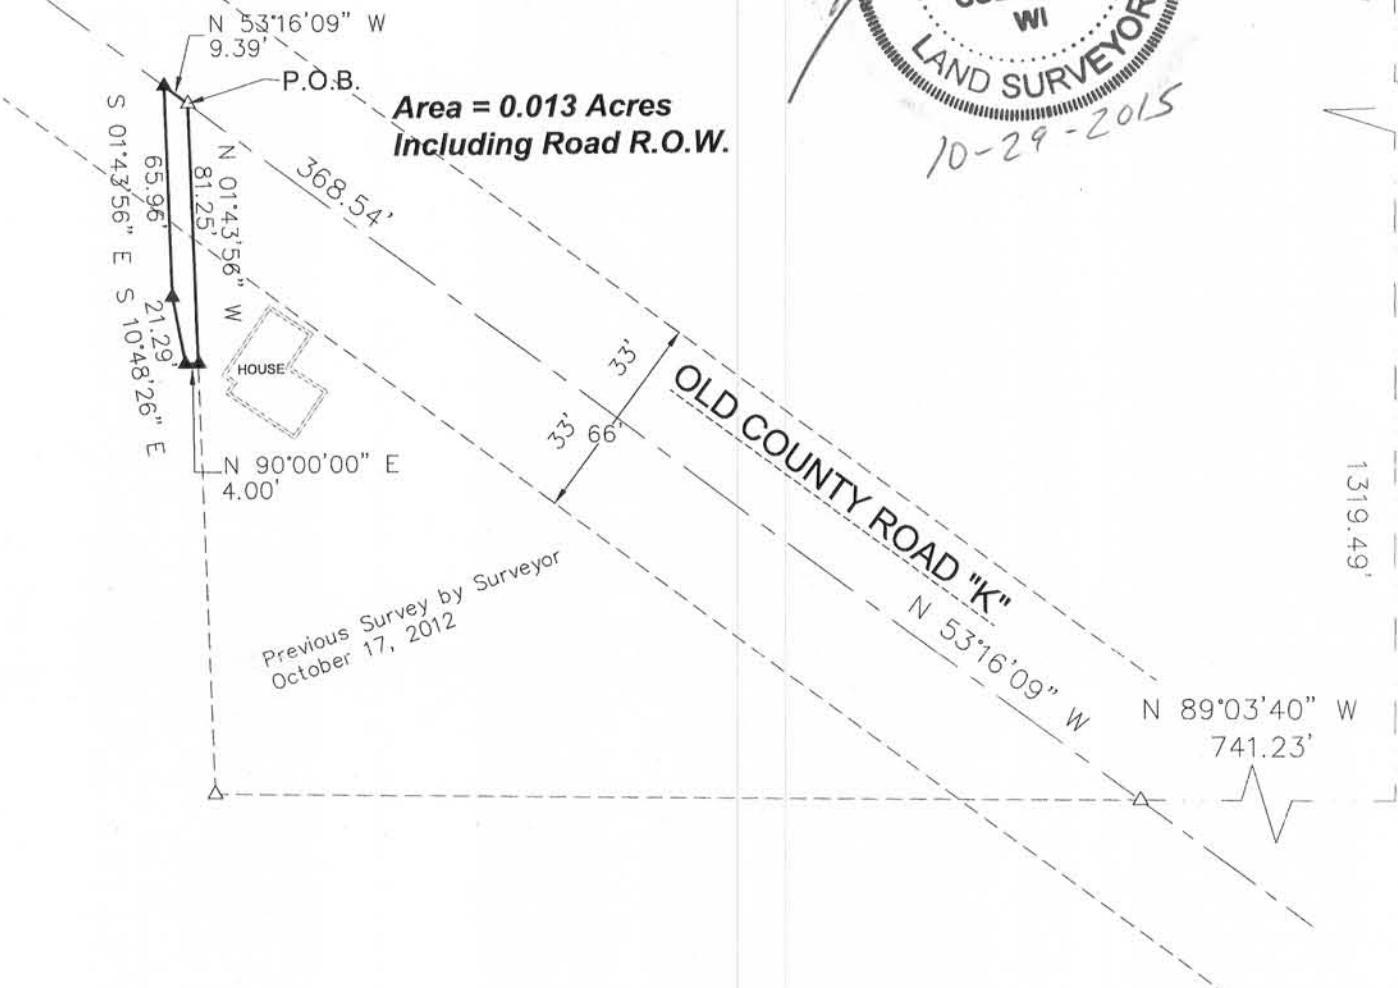 N 53°16'09" W
9.39'
P.O.B.
Area = 0.013 Acres
Including Road R.O.W.
WI
LAND SURVEYOR
10-29-2015
S 01°43'56" E
65.96'
N 01°43'56" W
81.25'
368.54'
S 10°48'26" E
21.29'
HOUSE
N 90°00'00" E
4.00'
33'
33'
66'
OLD COUNTY ROAD "K"
N 53°16'09" W
1319.49'
Previous Survey by Surveyor
October 17, 2012
N 89°03'40" W
741.23'